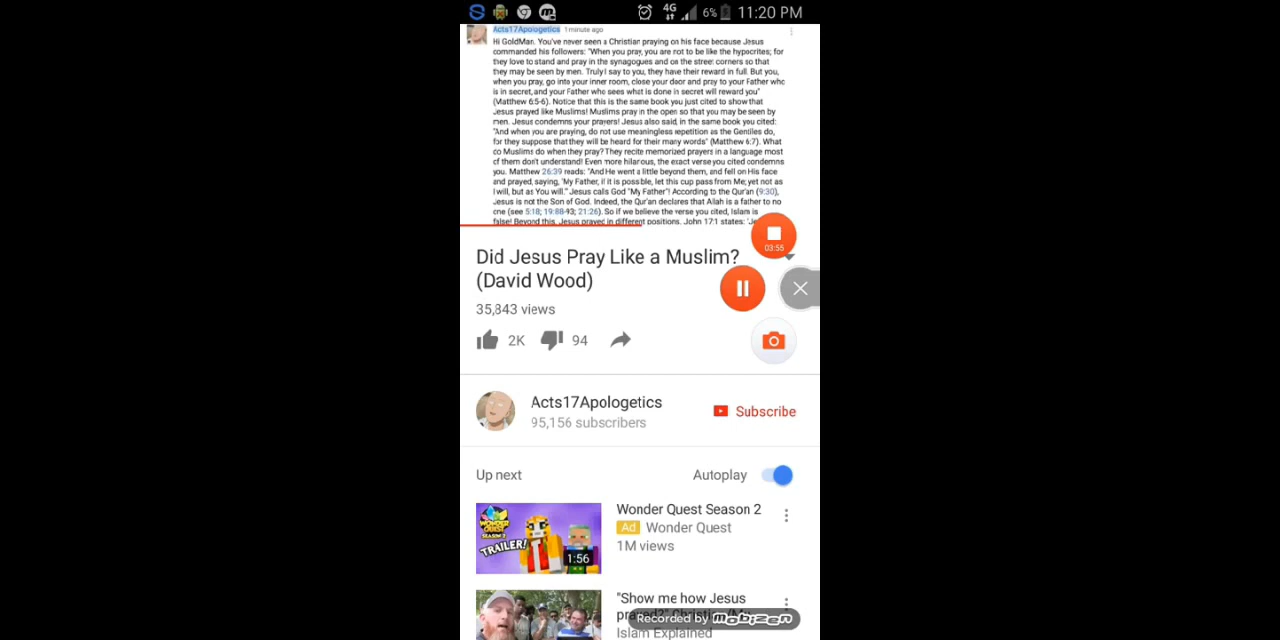 4G 6% 11:20 PM
Acts17Apologetics 1 minute ago
Hi GoldMan. You've never seen a Christian praying on his face because Jesus
commanded his followers: "When you pray, you are not to be like the hypocrites; for
they love to stand and pray in the synagogues and on the street corners so that
they may be seen by men. Truly I say to you, they have their reward in full. But you,
when you pray, go into your inner room, close your door and pray to your Father who
is in secret, and your Father who sees what is done in secret will reward you"
(Matthew 6:5-6). Notice that this is the same book you just cited to show that
Jesus prayed like Muslims! Muslims pray in the open so that you may be seen by
men. Jesus condemns your prayers! Jesus also said, in the same book you cited:
"And when you are praying, do not use meaningless repetition as the Gentiles do,
for they suppose that they will be heard for their many words" (Matthew 6:7). What
do Muslims do when they pray? They recite memorized prayers in a language most
of them don't understand! Even more hilarious, the exact verse you cited condemns
you. Matthew 26:39 reads: "And He went a little beyond them, and fell on His face
and prayed, saying, 'My Father, if it is possible, let this cup pass from Me; yet not as
I will, but as You will.'" Jesus calls God "My Father"! According to the Qur'an (9:30),
Jesus is not the Son of God. Indeed, the Qur'an declares that Allah is a father to no
one (see 5:18; 19:88-93; 21:26). So if we believe the verse you cited, Islam is
false! Beyond this, Jesus prayed in different positions. John 17:1 states: 'Je
03:55
Did Jesus Pray Like a Muslim?
(David Wood)
35,843 views
2K 94
Acts17Apologetics
95,156 subscribers
Subscribe
Up next
Autoplay
WONDER
QUEST
SEASON 2
TRAILER!
1:56
Wonder Quest Season 2
Ad Wonder Quest
1M views
"Show me how Jesus
Recorded by mobizen
Islam Explained